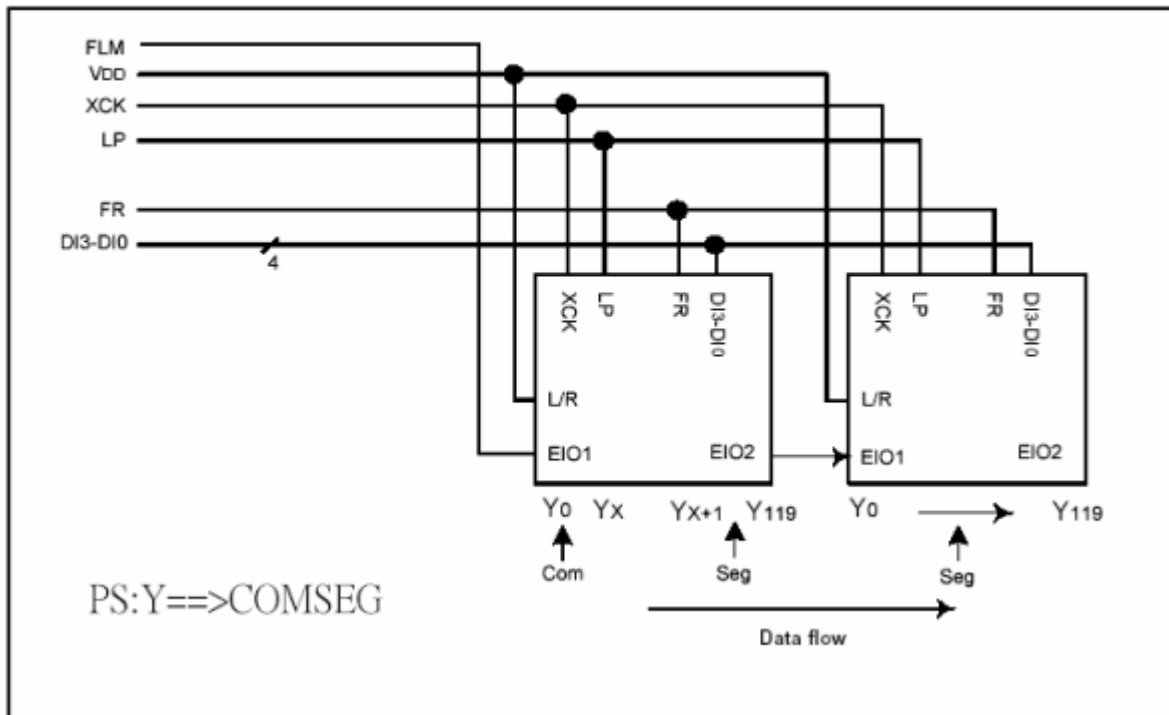 FLM
VDD
XCK
LP
FR
DI3-DI0
4
XCK LP FR DI3-DI0
XCK LP FR DI3-DI0
L/R
L/R
EIO1 EIO2
EIO1 EIO2
Y0 YX YX+1 Y119
Y0 Y119
Com Seg
Seg
PS:Y==>COMSEG
Data flow